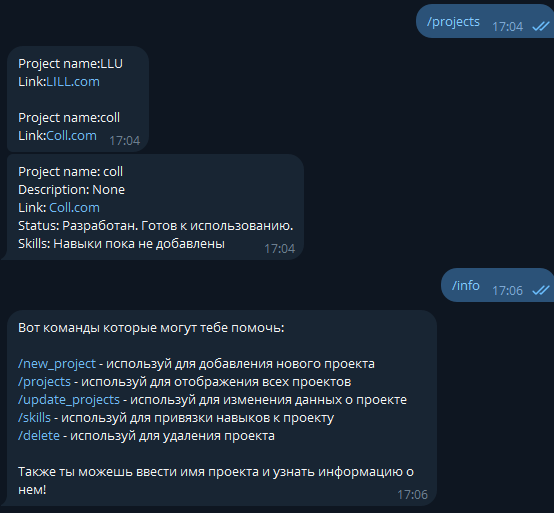 /projects 17:04
Project name:LLU
Link:LILL.com
Project name:coll
Link:Coll.com 17:04
Project name: coll
Description: None
Link: Coll.com
Status: Разработан. Готов к использованию.
Skills: Навыки пока не добавлены 17:04
/info 17:06
Вот команды которые могут тебе помочь:
/new_project - используй для добавления нового проекта
/projects - используй для отображения всех проектов
/update_projects - используй для изменения данных о проекте
/skills - используй для привязки навыков к проекту
/delete - используй для удаления проекта
Также ты можешь ввести имя проекта и узнать информацию о
нем! 17:06